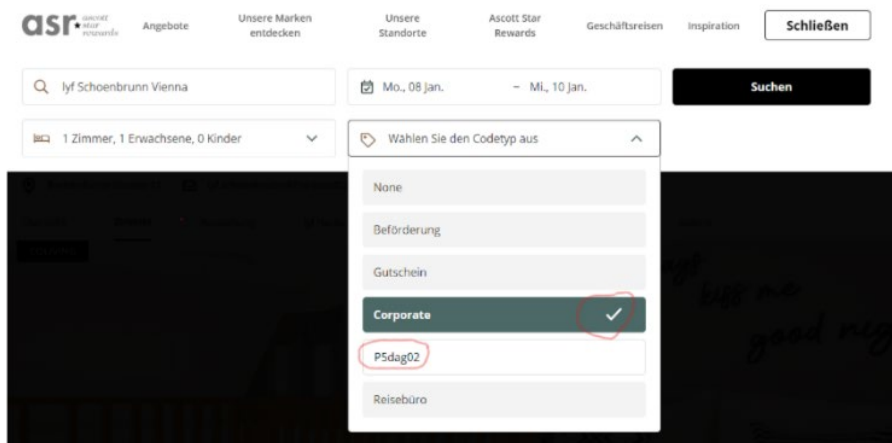 asr ascott star rewards
Angebote
Unsere Marken entdecken
Unsere Standorte
Ascott Star Rewards
Geschäftsreisen
Inspiration
Schließen
lyf Schoenbrunn Vienna
Mo., 08 Jan. – Mi., 10 Jan.
Suchen
1 Zimmer, 1 Erwachsene, 0 Kinder
Wählen Sie den Codetyp aus
None
Beförderung
Gutschein
Corporate
P5dag02
Reisebüro
kiss me
good